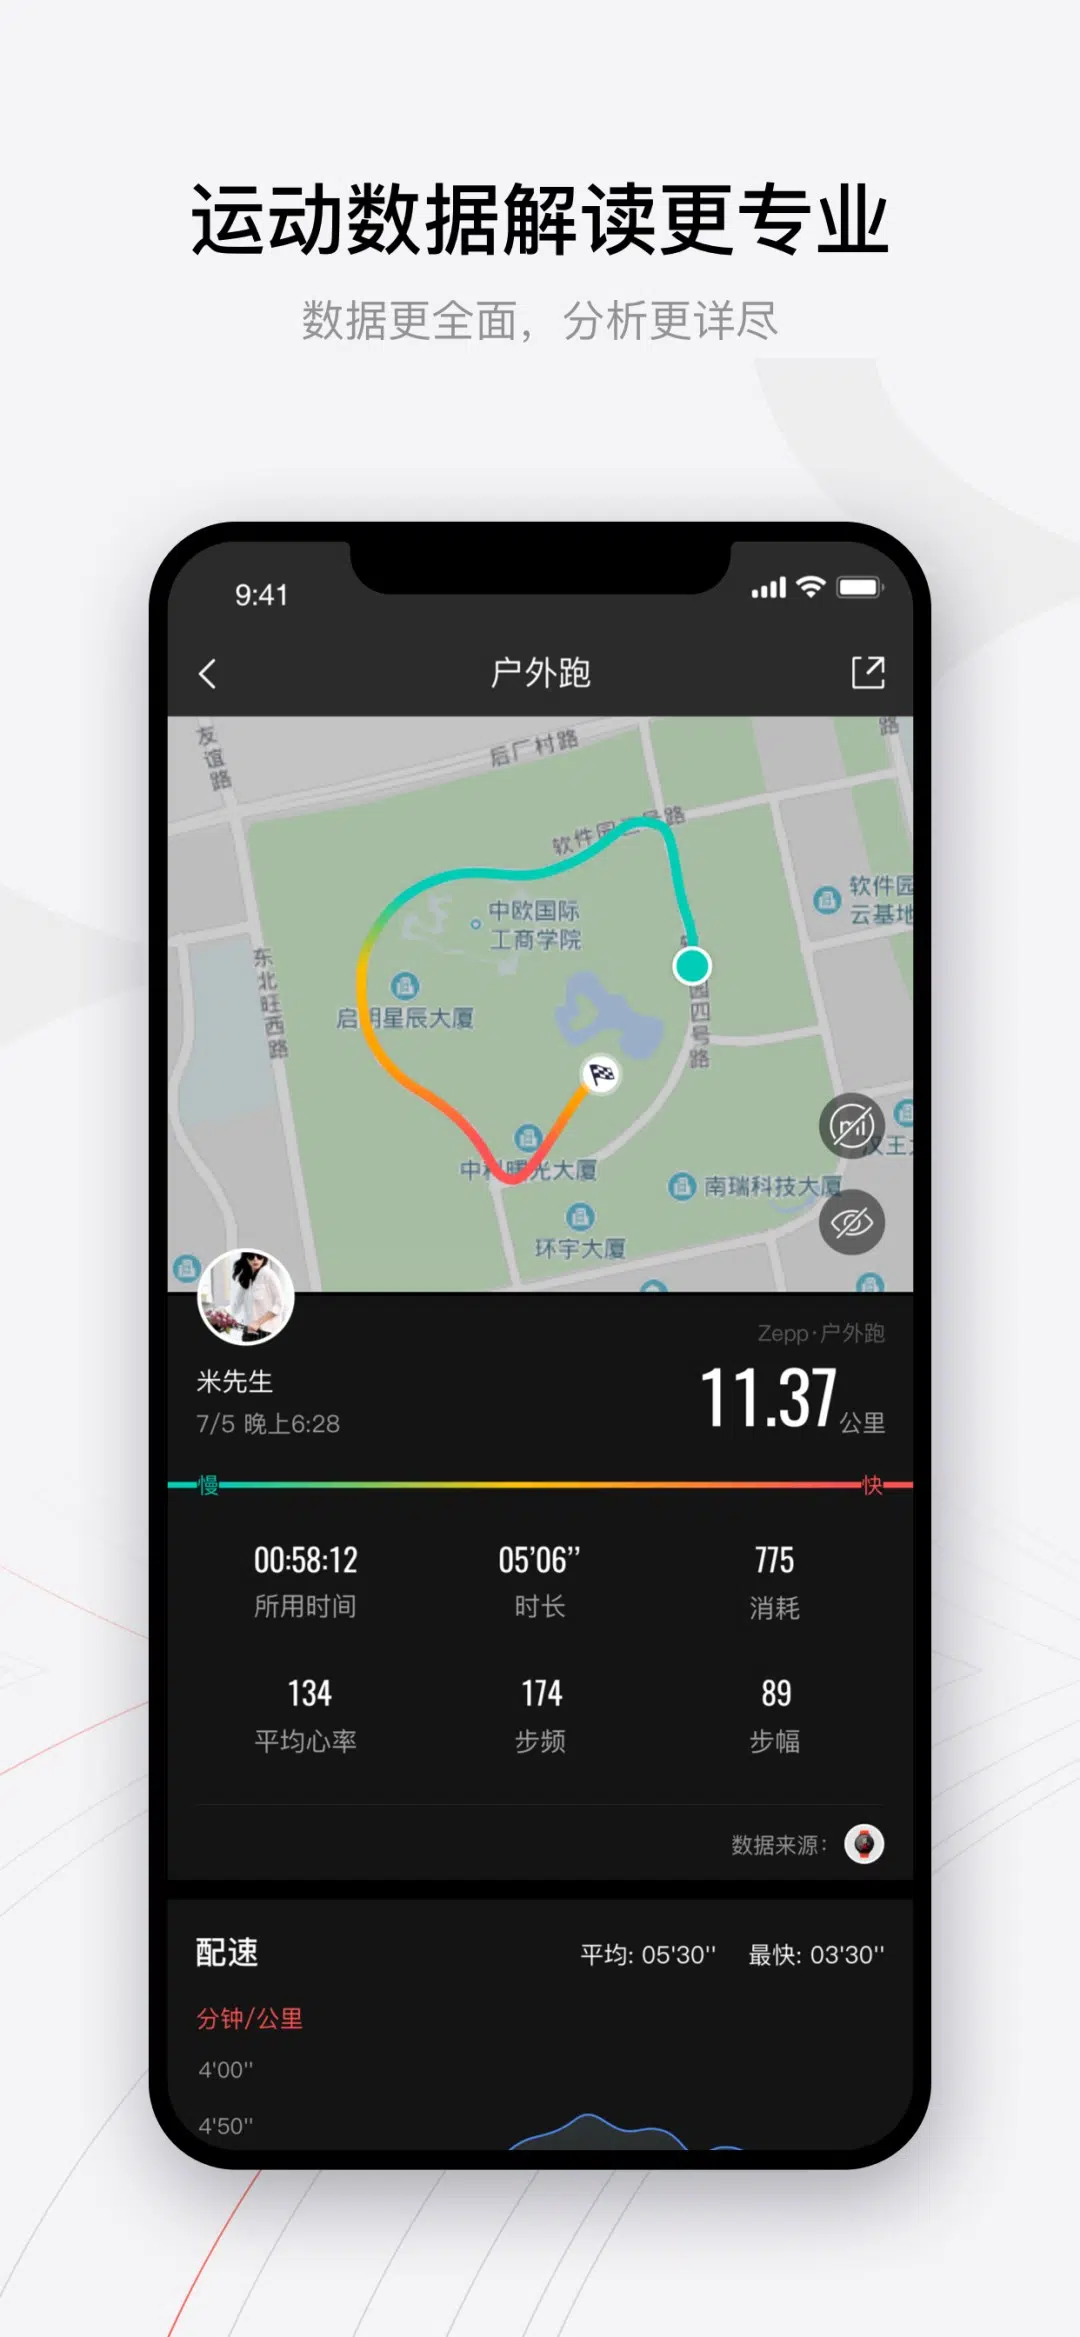 运动数据解读更专业
数据更全面，分析更详尽
9:41
户外跑
友谊路
后厂村路
路
软件园二号路
软件园
云基地
中欧国际
工商学院
东北旺西路
启明星辰大厦
园四号路
中科曙光大厦
汉王
南瑞科技大厦
环宇大厦
Zepp·户外跑
米先生
11.37公里
7/5 晚上6:28
慢
快
00:58:12
05’06’’
775
所用时间
时长
消耗
134
174
89
平均心率
步频
步幅
数据来源：
配速
平均: 05'30''
最快: 03'30''
分钟/公里
4'00''
4'50''